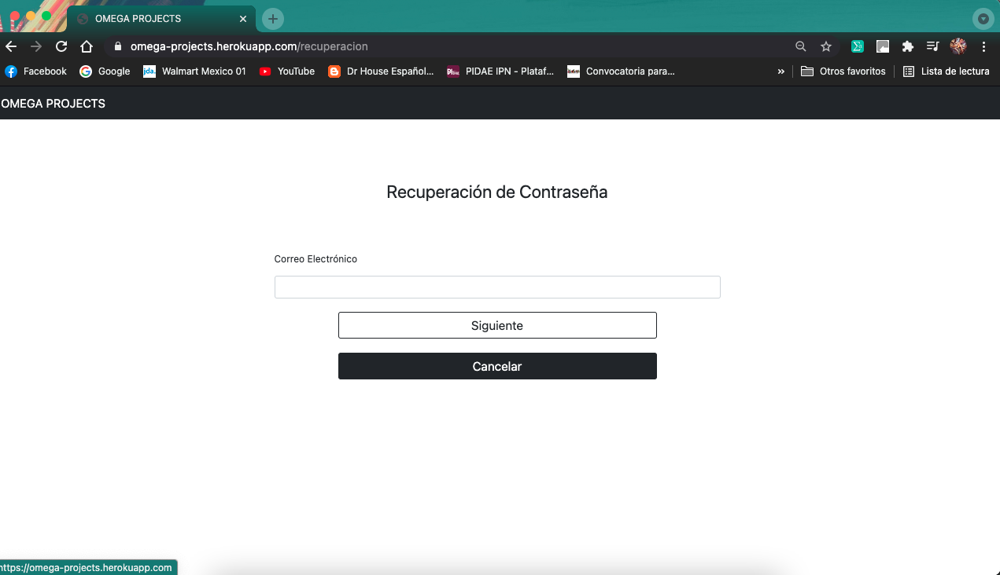 OMEGA PROJECTS
omega-projects.herokuapp.com/recuperacion
Facebook Google jda. Walmart Mexico 01 YouTube Dr House Español... PIDAE IPN - Plataf... Convocatoria para... » Otros favoritos Lista de lectura
OMEGA PROJECTS
Recuperación de Contraseña
Correo Electrónico
Siguiente
Cancelar
https://omega-projects.herokuapp.com